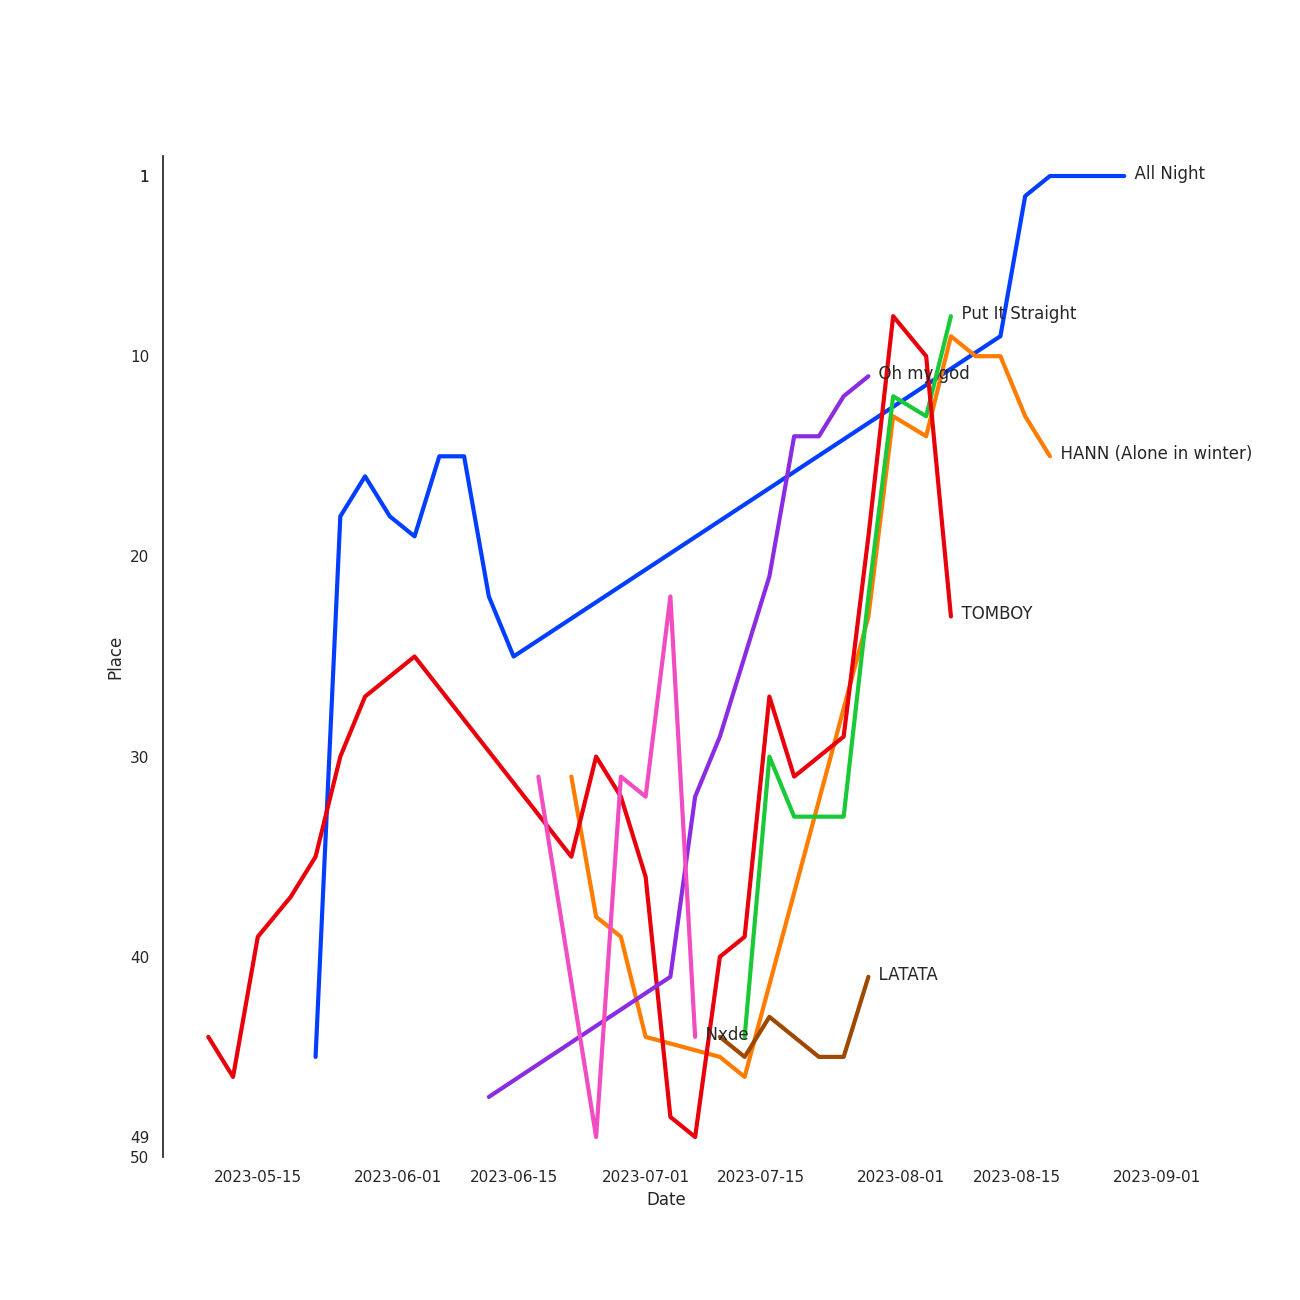 1
All Night
Put It Straight
10
Oh my god
HANN (Alone in winter)
20
TOMBOY
Place
30
40
LATATA
Nxde
49
50
2023-05-15
2023-06-01
2023-06-15
2023-07-01
2023-07-15
2023-08-01
2023-08-15
2023-09-01
Date